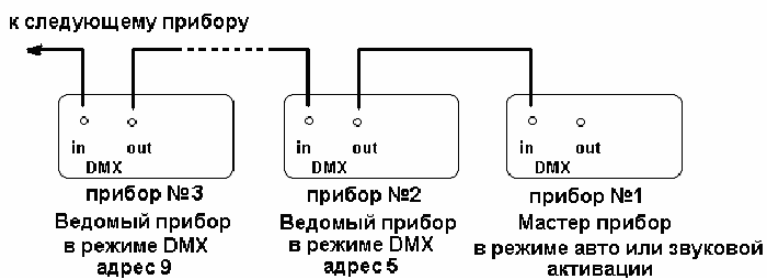 к следующему прибору
in out
DMX
in out
DMX
in out
DMX
прибор №3
Ведомый прибор
в режиме DMX
адрес 9
прибор №2
Ведомый прибор
в режиме DMX
адрес 5
прибор №1
Мастер прибор
в режиме авто или звуковой
активации